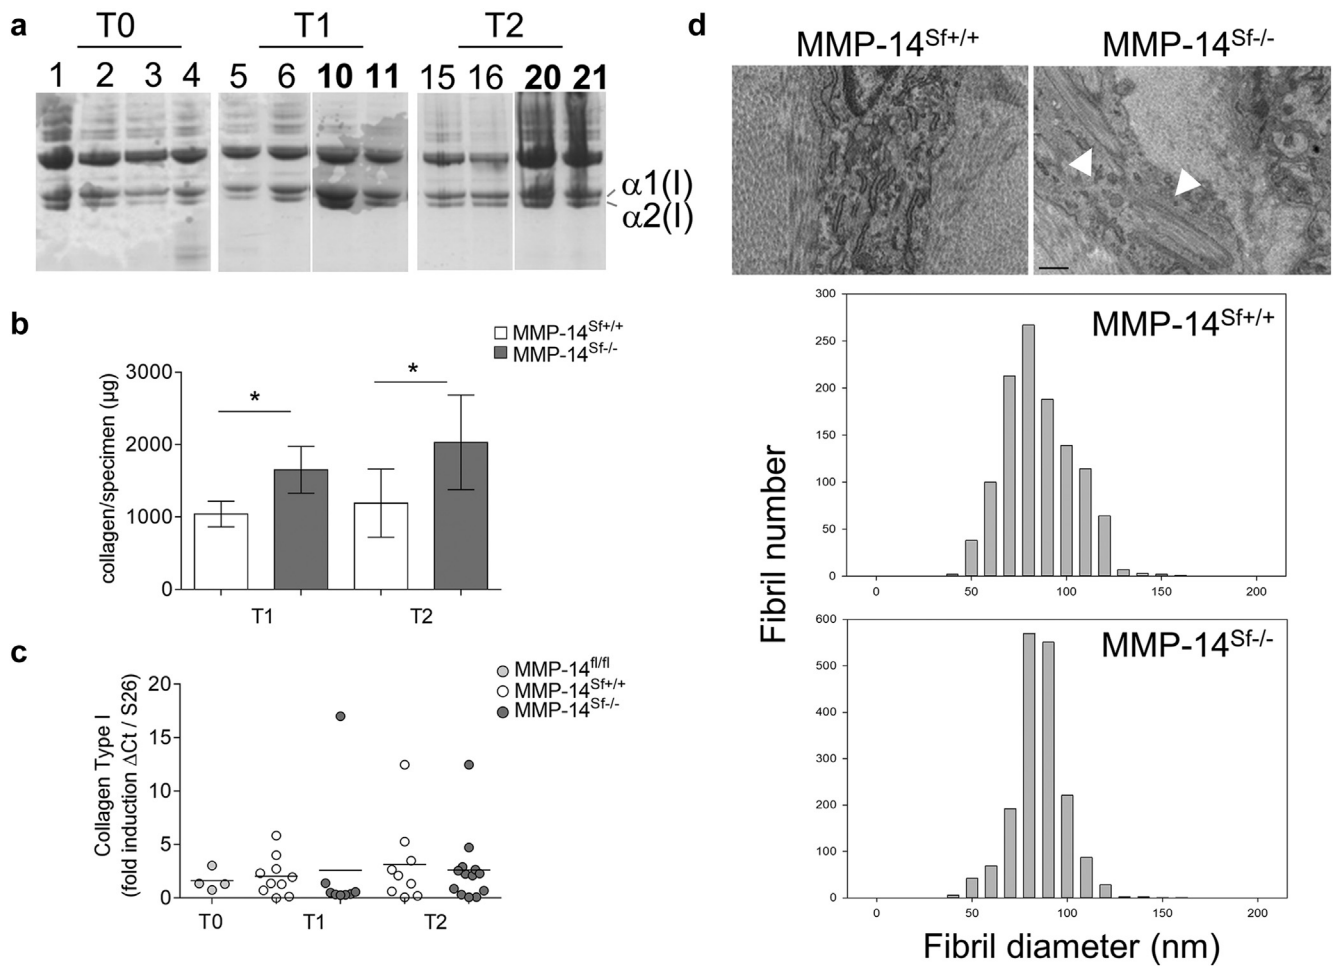 a
T0 T1 T2
1 2 3 4 5 6 10 11 15 16 20 21
α1(I)
α2(I)
b
MMP-14Sf+/+
MMP-14Sf-/-
collagen/specimen (µg)
3000
2000
1000
0
* *
T1 T2
c
MMP-14fl/fl
MMP-14Sf+/+
MMP-14Sf-/-
Collagen Type I
(fold induction ΔCt / S26)
20
15
10
5
0
T0 T1 T2
d
MMP-14Sf+/+ MMP-14Sf-/-
Fibril number
MMP-14Sf+/+
300
250
200
150
100
50
0
0 50 100 150 200
MMP-14Sf-/-
600
500
400
300
200
100
0
0 50 100 150 200
Fibril diameter (nm)